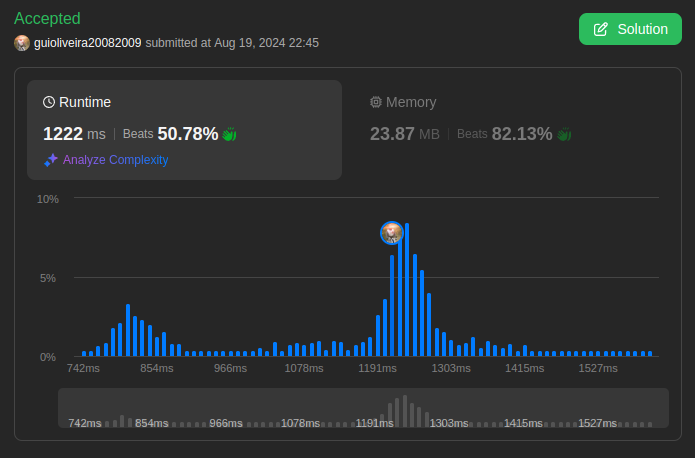 Accepted
guioliveira20082009 submitted at Aug 19, 2024 22:45
Solution
Runtime
1222 ms | Beats 50.78%
Analyze Complexity
Memory
23.87 MB | Beats 82.13%
10%
5%
0%
742ms 854ms 966ms 1078ms 1191ms 1303ms 1415ms 1527ms
742ms 854ms 966ms 1078ms 1191ms 1303ms 1415ms 1527ms